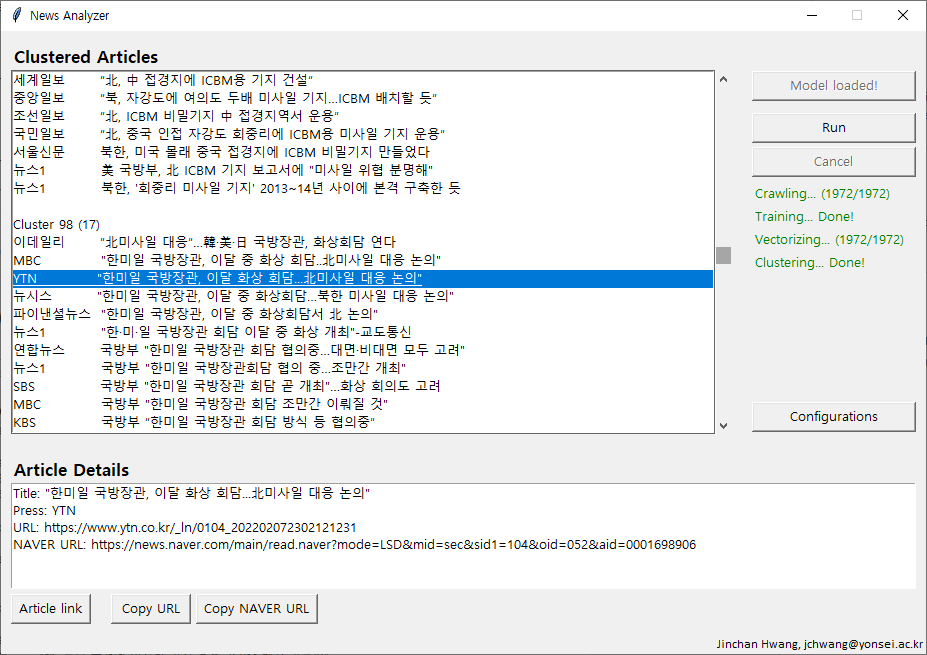 News Analyzer
Clustered Articles
세계일보 "北, 中 접경지에 ICBM용 기지 건설"
중앙일보 "북, 자강도에 여의도 두배 미사일 기지…ICBM 배치할 듯"
조선일보 "北, ICBM 비밀기지 中 접경지역서 운용"
국민일보 "北, 중국 인접 자강도 회중리에 ICBM용 미사일 기지 운용"
서울신문 북한, 미국 몰래 중국 접경지에 ICBM 비밀기지 만들었다
뉴스1 美 국방부, 北 ICBM 기지 보고서에 "미사일 위협 분명해"
뉴스1 북한, '회중리 미사일 기지' 2013~14년 사이에 본격 구축한 듯
Cluster 98 (17)
이데일리 "北미사일 대응"…韓·美·日 국방장관, 화상회담 연다
MBC "한미일 국방장관, 이달 중 화상 회담..北미사일 대응 논의"
YTN "한미일 국방장관, 이달 화상 회담...北미사일 대응 논의"
뉴시스 "한미일 국방장관, 이달 중 화상회담…북한 미사일 대응 논의"
파이낸셜뉴스 "한미일 국방장관, 이달 중 화상회담서 北 논의"
뉴스1 "한·미·일 국방장관 회담 이달 중 화상 개최"-교도통신
연합뉴스 국방부 "한미일 국방장관 회담 협의중…대면·비대면 모두 고려"
뉴스1 국방부 "한미일 국방장관회담 협의 중…조만간 개최"
SBS 국방부 "한미일 국방장관 회담 곧 개최"…화상 회의도 고려
MBC 국방부 "한미일 국방장관 회담 조만간 이뤄질 것"
KBS 국방부 "한미일 국방장관 회담 방식 등 협의중"
Model loaded!
Run
Cancel
Crawling... (1972/1972)
Training... Done!
Vectorizing... (1972/1972)
Clustering... Done!
Configurations
Article Details
Title: "한미일 국방장관, 이달 화상 회담...北미사일 대응 논의"
Press: YTN
URL: https://www.ytn.co.kr/_ln/0104_202202072302121231
NAVER URL: https://news.naver.com/main/read.naver?mode=LSD&mid=sec&sid1=104&oid=052&aid=0001698906
Article link
Copy URL
Copy NAVER URL
Jinchan Hwang, jchwang@yonsei.ac.kr